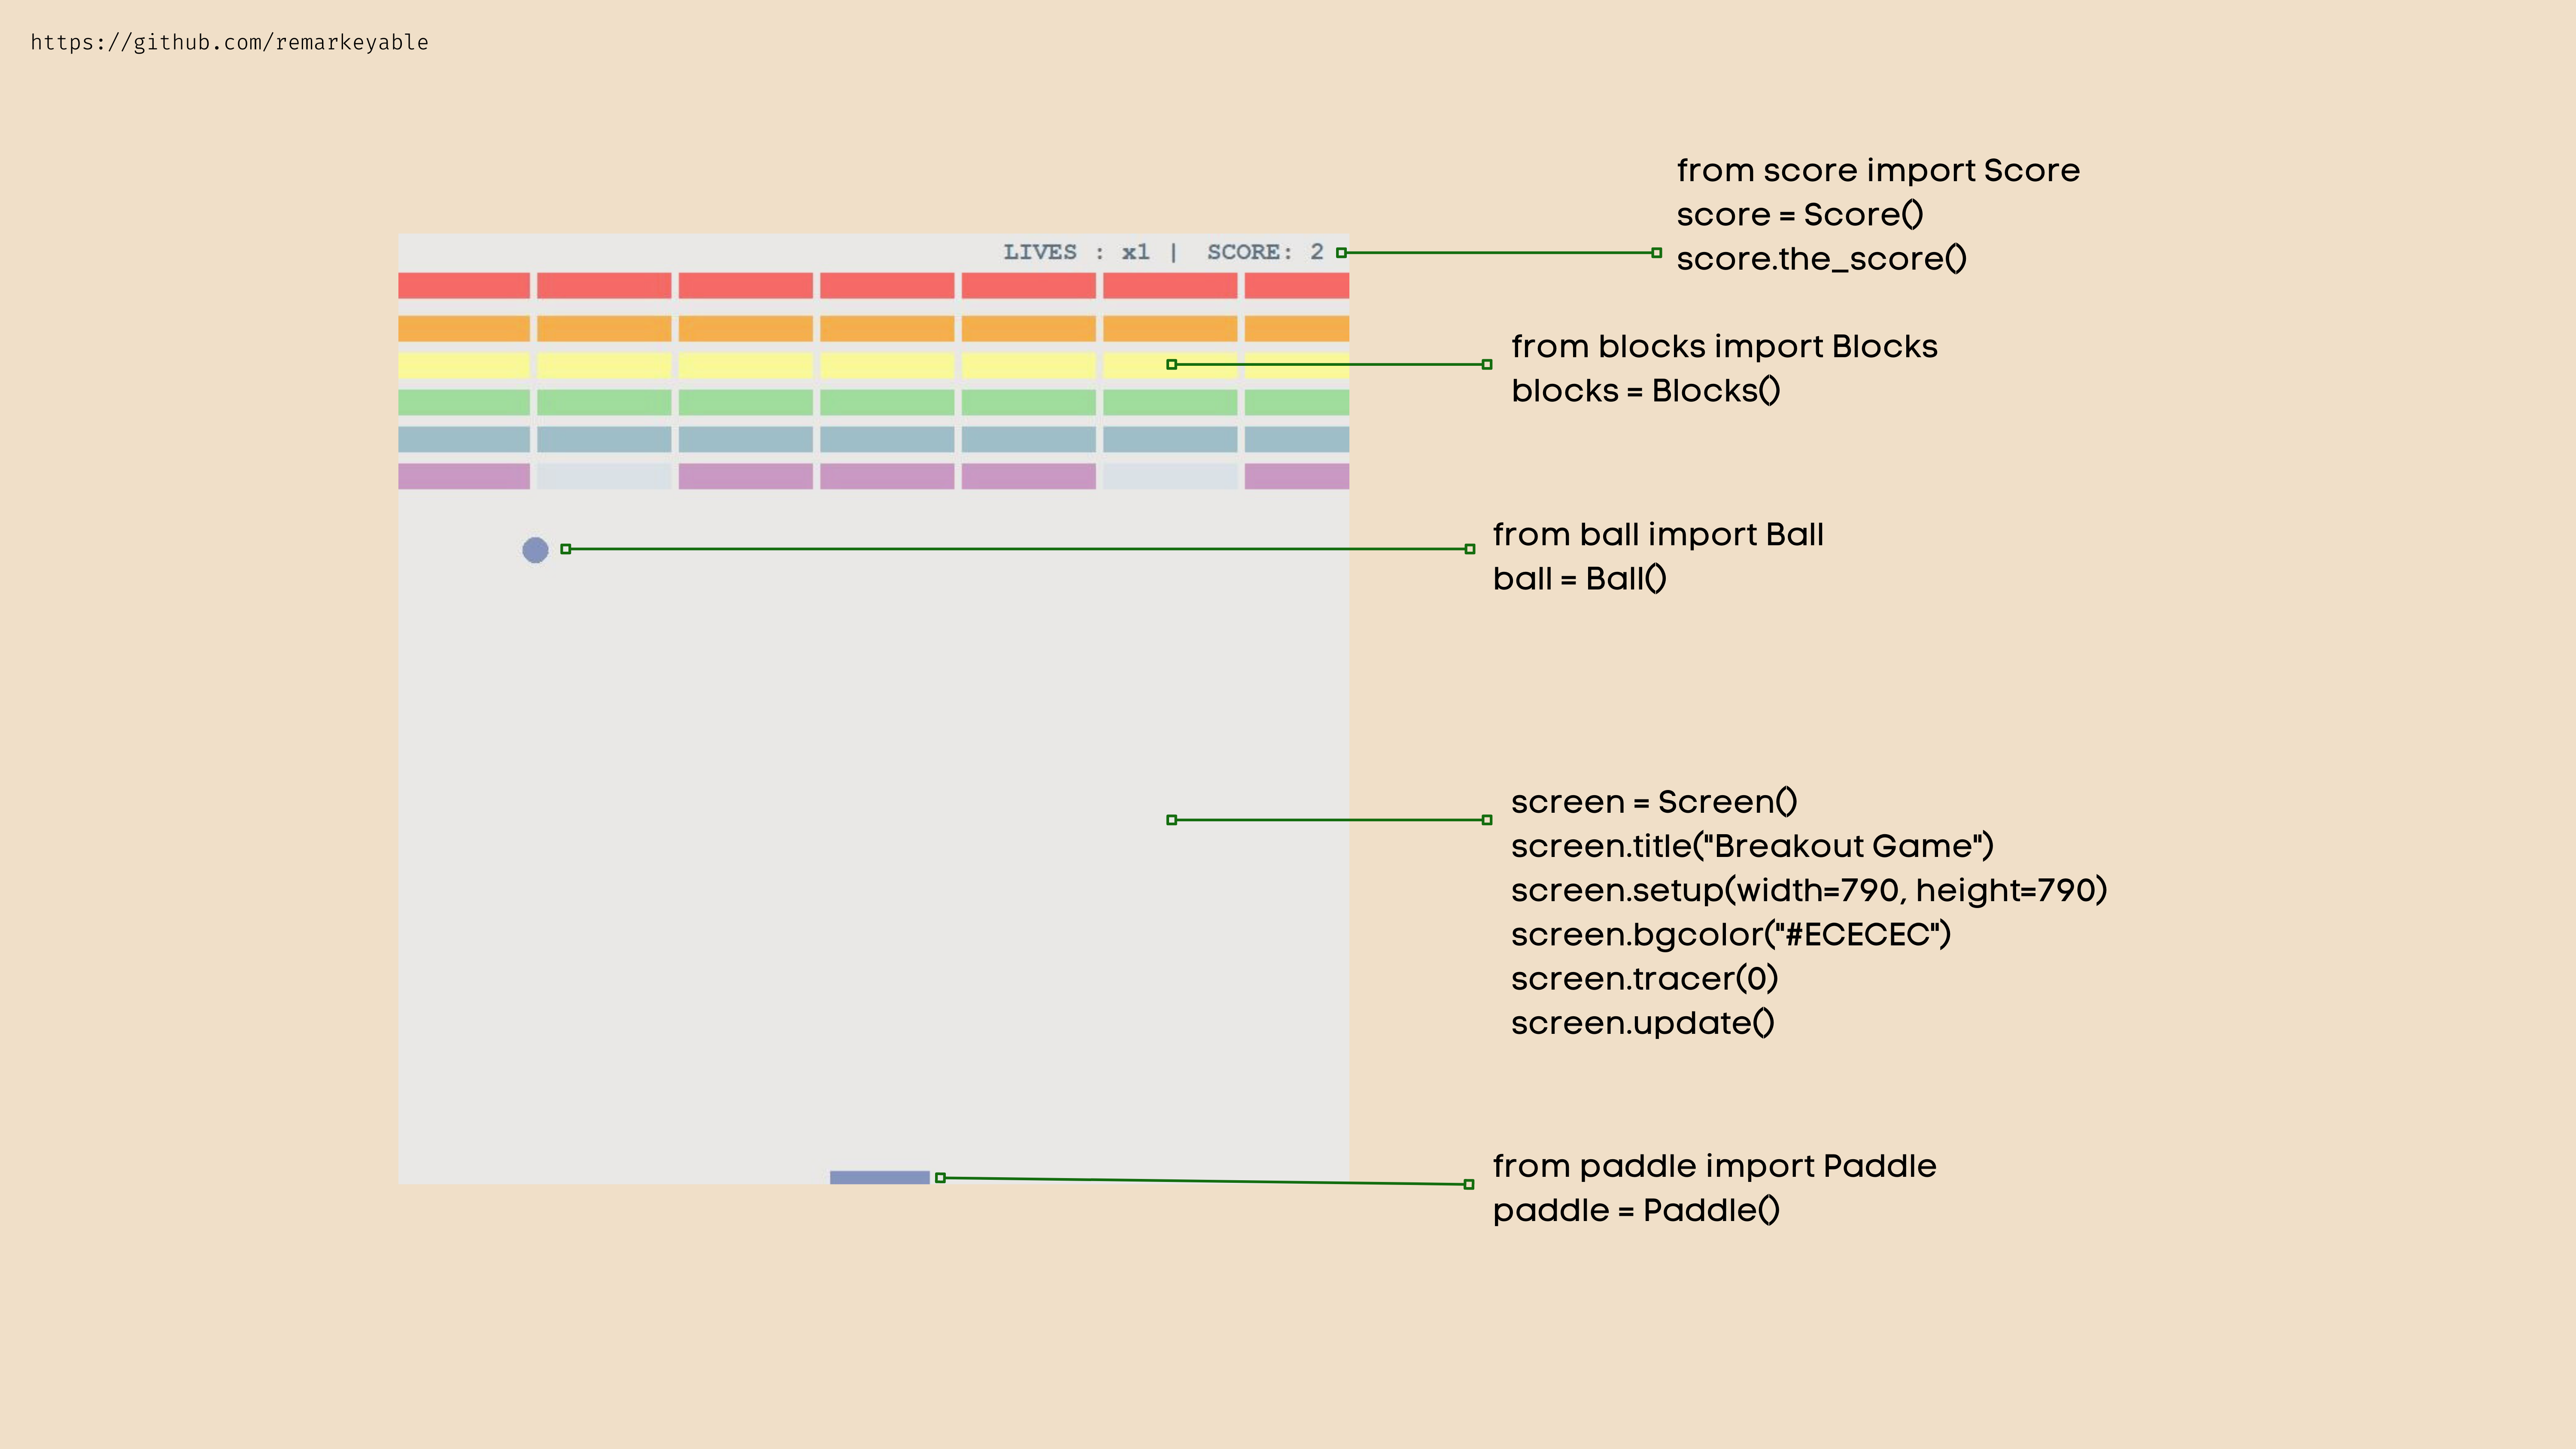 https://github.com/remarkeyable
from score import Score
score = Score()
score.the_score()
LIVES : x1 | SCORE: 2
from blocks import Blocks
blocks = Blocks()
from ball import Ball
ball = Ball()
screen = Screen()
screen.title("Breakout Game")
screen.setup(width=790, height=790)
screen.bgcolor("#ECECEC")
screen.tracer(0)
screen.update()
from paddle import Paddle
paddle = Paddle()